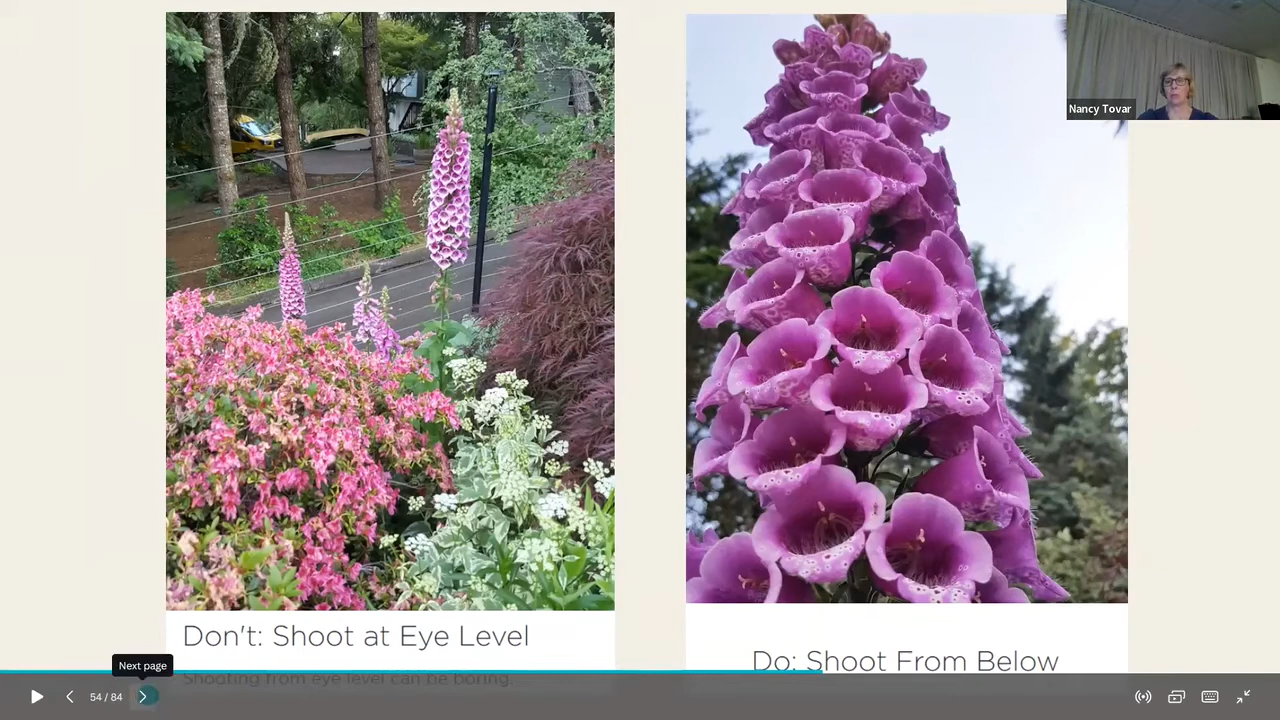 Nancy Tovar
Don't: Shoot at Eye Level
Shooting from eye level can be boring.
Do: Shoot From Below
Next page
54 / 84